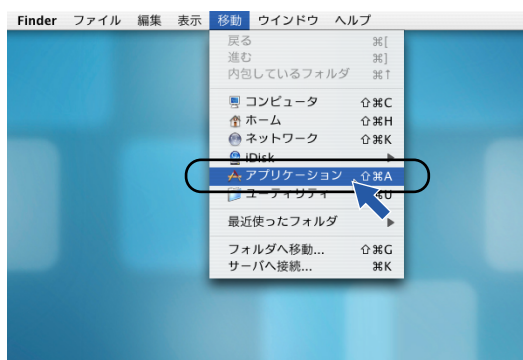 Finder ファイル 編集 表示 移動 ウインドウ ヘルプ
戻る ⌘[
進む ⌘]
内包しているフォルダ ⌘↑
コンピュータ ⇧⌘C
ホーム ⇧⌘H
ネットワーク ⇧⌘K
iDisk ▶
アプリケーション ⇧⌘A
ユーティリティ ⌘U
最近使ったフォルダ ▶
フォルダへ移動... ⇧⌘G
サーバへ接続... ⌘K